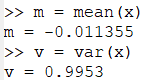 >> m = mean(x)
m = -0.011355
>> v = var(x)
v = 0.9953